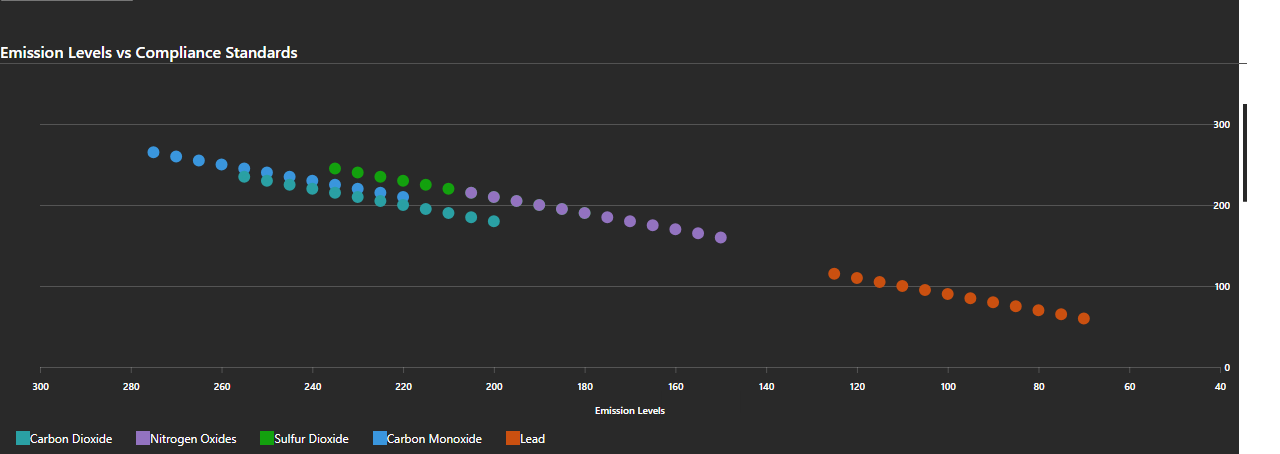 Emission Levels vs Compliance Standards
300
200
100
0
300 280 260 240 220 200 180 160 140 120 100 80 60 40
Emission Levels
Carbon Dioxide Nitrogen Oxides Sulfur Dioxide Carbon Monoxide Lead